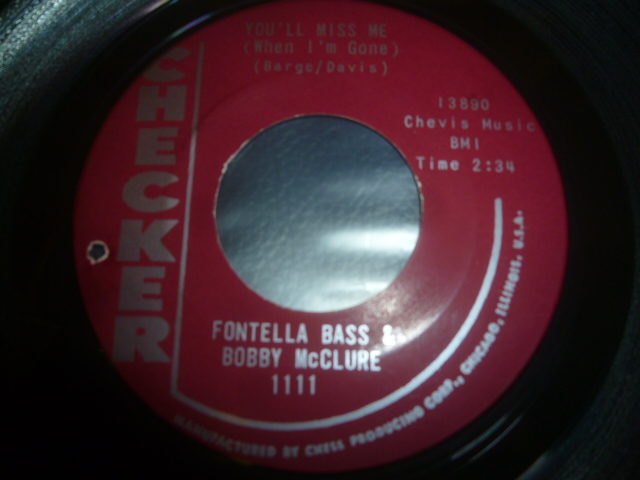 YOU'LL MISS ME
(When I'm Gone)
(Barge/Davis)
CHECKER
13890
Chevis Music
BMI
Time 2:34
FONTELLA BASS &
BOBBY McCLURE
1111
MANUFACTURED BY CHESS PRODUCING CORP., CHICAGO, ILLINOIS, U.S.A.